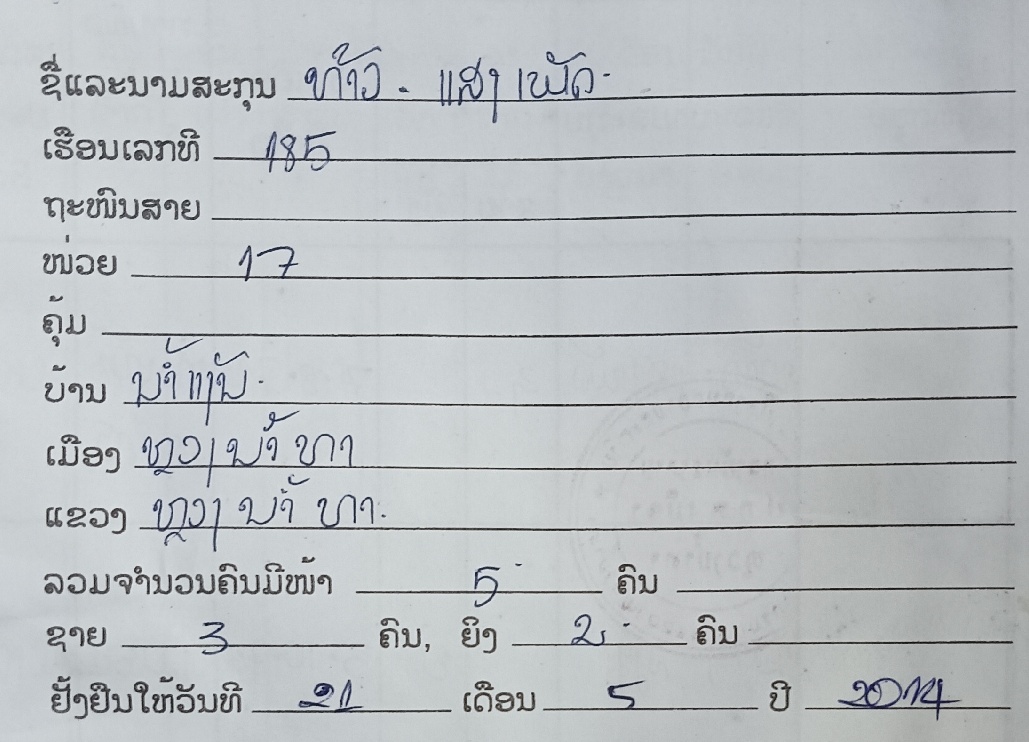 ຊື່ແລະນາມສະກຸນ ທ້າວ - ແສງເພັດ
ເຮືອນເລກທີ 185
ຖະໜົນສາຍ
ໜ່ວຍ 17
ຄຸ້ມ
ບ້ານ ນ້ຳແງ້ນ
ເມືອງ ຫຼວງນ້ຳທາ
ແຂວງ ຫຼວງນ້ຳທາ
ລວມຈຳນວນຄົນມີໜ້າ 5 ຄົນ
ຊາຍ 3 ຄົນ, ຍິງ 2 ຄົນ
ຢັ້ງຢືນໃຫ້ວັນທີ 21 ເດືອນ 5 ປີ 2014